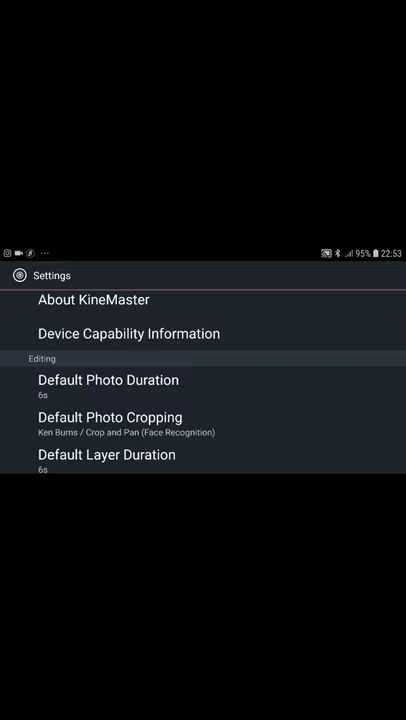 95% 22:53
Settings
About KineMaster
Device Capability Information
Editing
Default Photo Duration
6s
Default Photo Cropping
Ken Burns / Crop and Pan (Face Recognition)
Default Layer Duration
6s